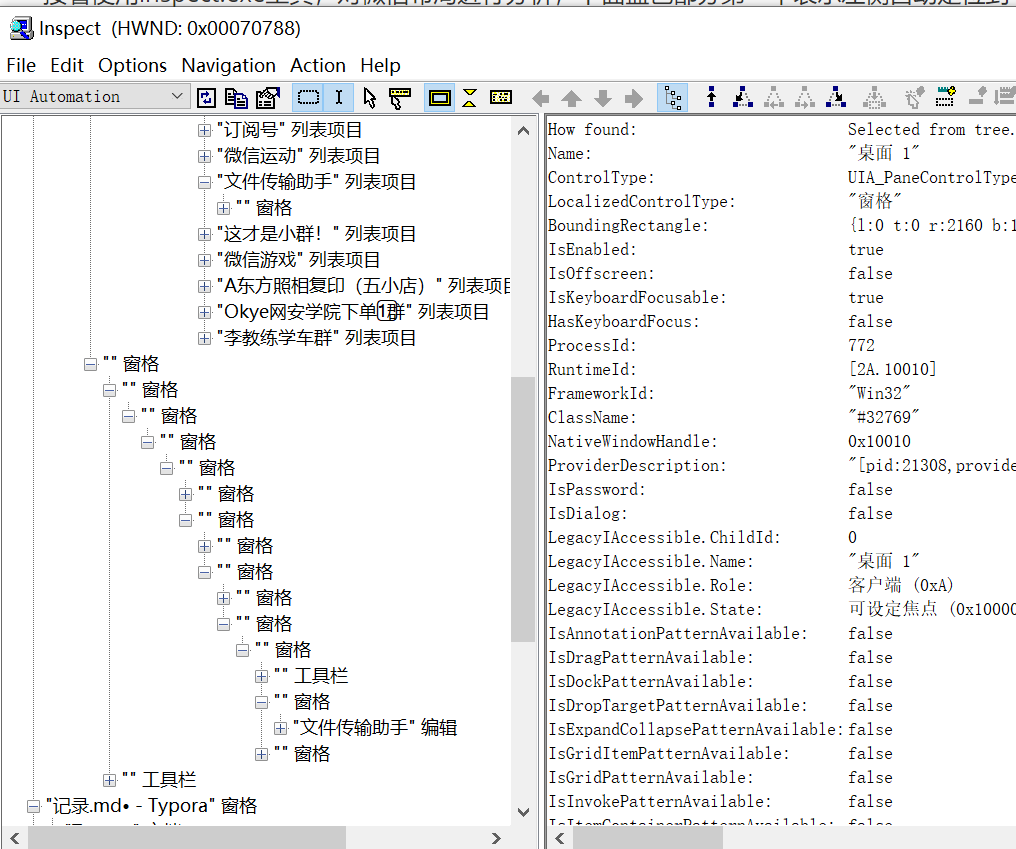 Inspect (HWND: 0x00070788)
File Edit Options Navigation Action Help
UI Automation
"订阅号" 列表项目
"微信运动" 列表项目
"文件传输助手" 列表项目
"" 窗格
"这才是小群！" 列表项目
"微信游戏" 列表项目
"A东方照相复印（五小店）" 列表项目
"Okye网安学院下单1群" 列表项目
"李教练学车群" 列表项目
"" 窗格
"" 窗格
"" 窗格
"" 窗格
"" 窗格
"" 窗格
"" 窗格
"" 窗格
"" 窗格
"" 窗格
"" 窗格
"" 窗格
"" 工具栏
"" 窗格
"文件传输助手" 编辑
"" 窗格
"" 工具栏
"记录.md• - Typora" 窗格
How found: Selected from tree.
Name: "桌面 1"
ControlType: UIA_PaneControlType
LocalizedControlType: "窗格"
BoundingRectangle: {l:0 t:0 r:2160 b:1
IsEnabled: true
IsOffscreen: false
IsKeyboardFocusable: true
HasKeyboardFocus: false
ProcessId: 772
RuntimeId: [2A.10010]
FrameworkId: "Win32"
ClassName: "#32769"
NativeWindowHandle: 0x10010
ProviderDescription: "[pid:21308,provide
IsPassword: false
IsDialog: false
LegacyIAccessible.ChildId: 0
LegacyIAccessible.Name: "桌面 1"
LegacyIAccessible.Role: 客户端 (0xA)
LegacyIAccessible.State: 可设定焦点 (0x10000
IsAnnotationPatternAvailable: false
IsDragPatternAvailable: false
IsDockPatternAvailable: false
IsDropTargetPatternAvailable: false
IsExpandCollapsePatternAvailable: false
IsGridItemPatternAvailable: false
IsGridPatternAvailable: false
IsInvokePatternAvailable: false
IsItemContainerPatternAvailable: false